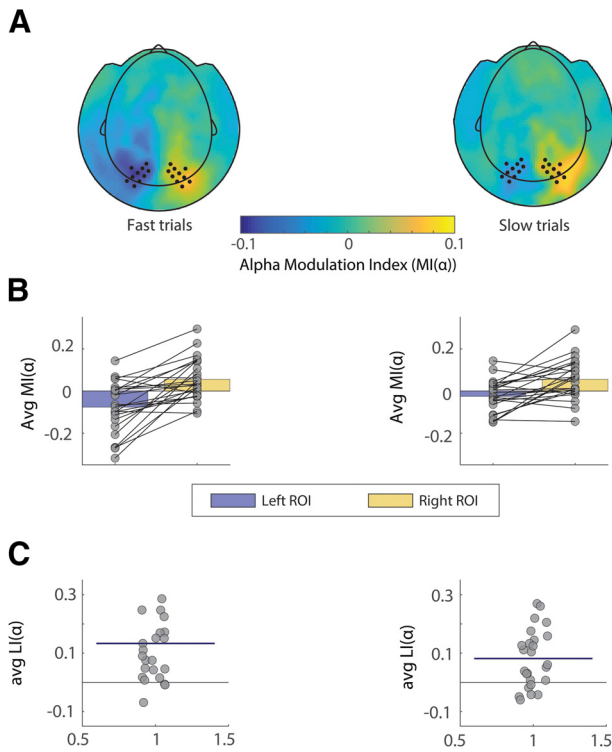 A
Fast trials
Slow trials
-0.1 0 0.1
Alpha Modulation Index (MI(α))
B
Avg MI(α)
0.2
0
-0.2
Avg MI(α)
0.2
0
-0.2
Left ROI Right ROI
C
avg LI(α)
0.3
0.1
-0.1
0.5 1 1.5
avg LI(α)
0.3
0.1
-0.1
0.5 1 1.5